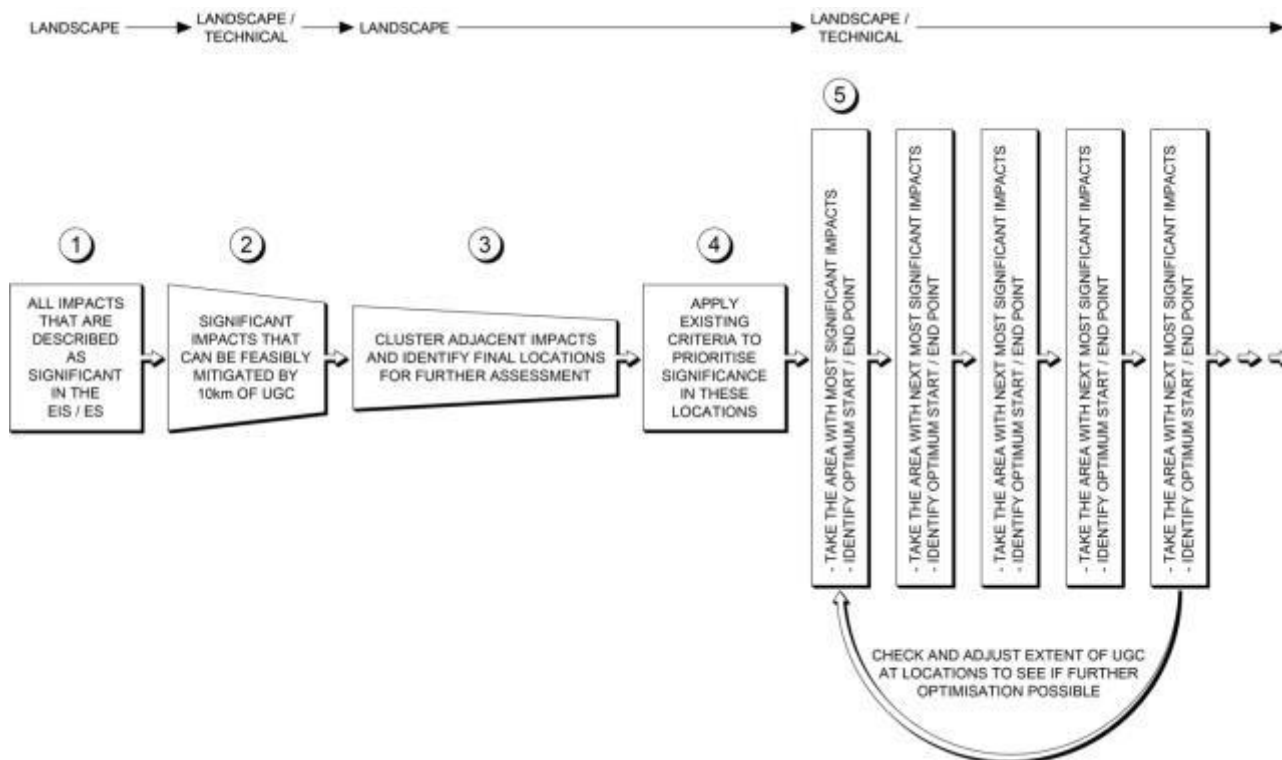 LANDSCAPE
LANDSCAPE /
TECHNICAL
LANDSCAPE
LANDSCAPE /
TECHNICAL
1
ALL IMPACTS
THAT ARE
DESCRIBED
AS
SIGNIFICANT
IN THE
EIS / ES
2
SIGNIFICANT
IMPACTS THAT
CAN BE FEASIBLY
MITIGATED BY
10km OF UGC
3
CLUSTER ADJACENT IMPACTS
AND IDENTIFY FINAL LOCATIONS
FOR FURTHER ASSESSMENT
4
APPLY
EXISTING
CRITERIA TO
PRIORITISE
SIGNIFICANCE
IN THESE
LOCATIONS
5
- TAKE THE AREA WITH MOST SIGNIFICANT IMPACTS
- IDENTIFY OPTIMUM START / END POINT
- TAKE THE AREA WITH NEXT MOST SIGNIFICANT IMPACTS
- IDENTIFY OPTIMUM START / END POINT
- TAKE THE AREA WITH NEXT MOST SIGNIFICANT IMPACTS
- IDENTIFY OPTIMUM START / END POINT
- TAKE THE AREA WITH NEXT MOST SIGNIFICANT IMPACTS
- IDENTIFY OPTIMUM START / END POINT
- TAKE THE AREA WITH NEXT MOST SIGNIFICANT IMPACTS
- IDENTIFY OPTIMUM START / END POINT
CHECK AND ADJUST EXTENT OF UGC
AT LOCATIONS TO SEE IF FURTHER
OPTIMISATION POSSIBLE